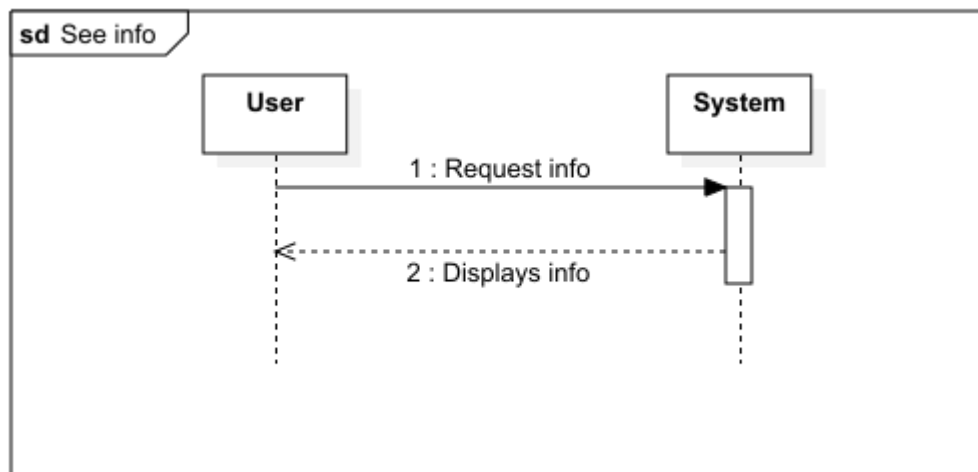 sd See info
User
System
1 : Request info
2 : Displays info